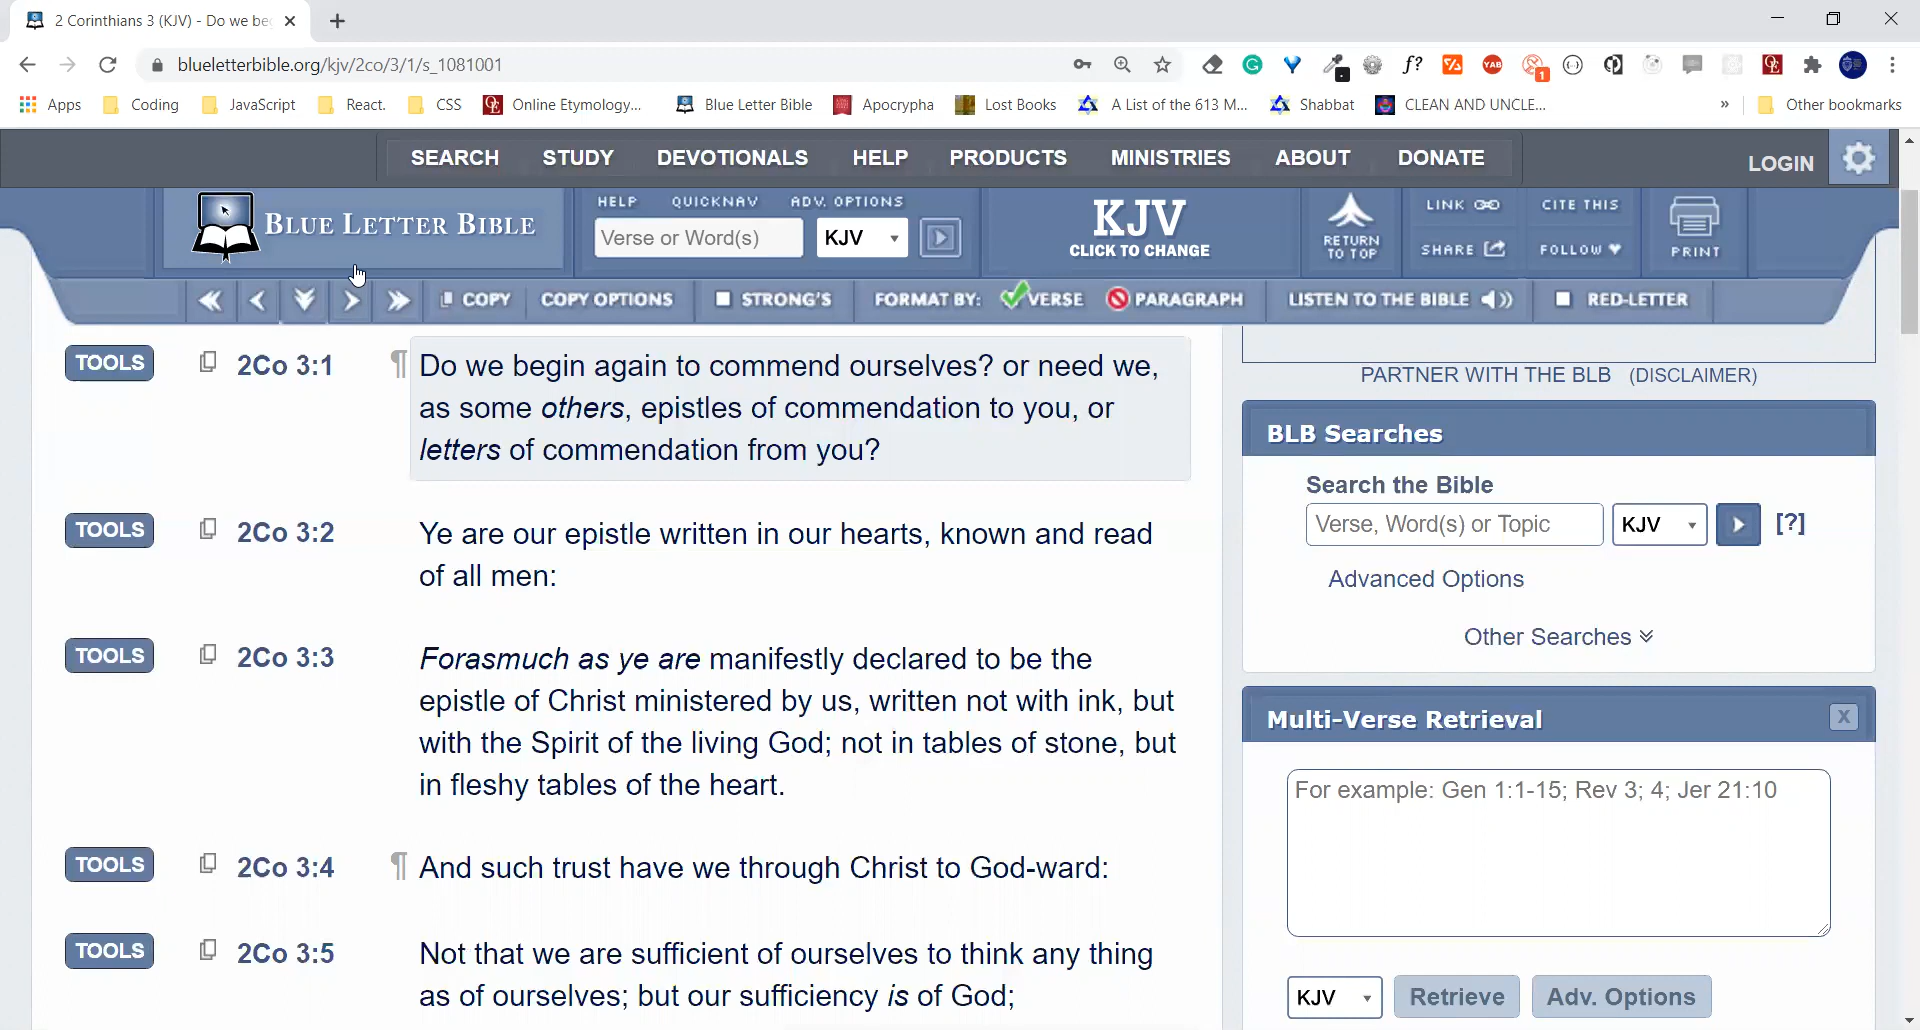 2 Corinthians 3 (KJV) - Do we be
blueletterbible.org/kjv/2co/3/1/s_1081001
Apps Coding JavaScript React. CSS Online Etymology... Blue Letter Bible Apocrypha Lost Books A List of the 613 M... Shabbat CLEAN AND UNCLE... » Other bookmarks
SEARCH STUDY DEVOTIONALS HELP PRODUCTS MINISTRIES ABOUT DONATE LOGIN
BLUE LETTER BIBLE
HELP QUICKNAV ADV. OPTIONS
Verse or Word(s) KJV
KJV
CLICK TO CHANGE
RETURN
TO TOP
LINK CITE THIS
SHARE FOLLOW
PRINT
COPY COPY OPTIONS STRONG'S FORMAT BY: VERSE PARAGRAPH LISTEN TO THE BIBLE RED-LETTER
TOOLS 2Co 3:1 ¶ Do we begin again to commend ourselves? or need we,
as some others, epistles of commendation to you, or
letters of commendation from you?
TOOLS 2Co 3:2 Ye are our epistle written in our hearts, known and read
of all men:
TOOLS 2Co 3:3 Forasmuch as ye are manifestly declared to be the
epistle of Christ ministered by us, written not with ink, but
with the Spirit of the living God; not in tables of stone, but
in fleshy tables of the heart.
TOOLS 2Co 3:4 ¶ And such trust have we through Christ to God-ward:
TOOLS 2Co 3:5 Not that we are sufficient of ourselves to think any thing
as of ourselves; but our sufficiency is of God;
PARTNER WITH THE BLB (DISCLAIMER)
BLB Searches
Search the Bible
Verse, Word(s) or Topic KJV [?]
Advanced Options
Other Searches
Multi-Verse Retrieval X
For example: Gen 1:1-15; Rev 3; 4; Jer 21:10
KJV Retrieve Adv. Options